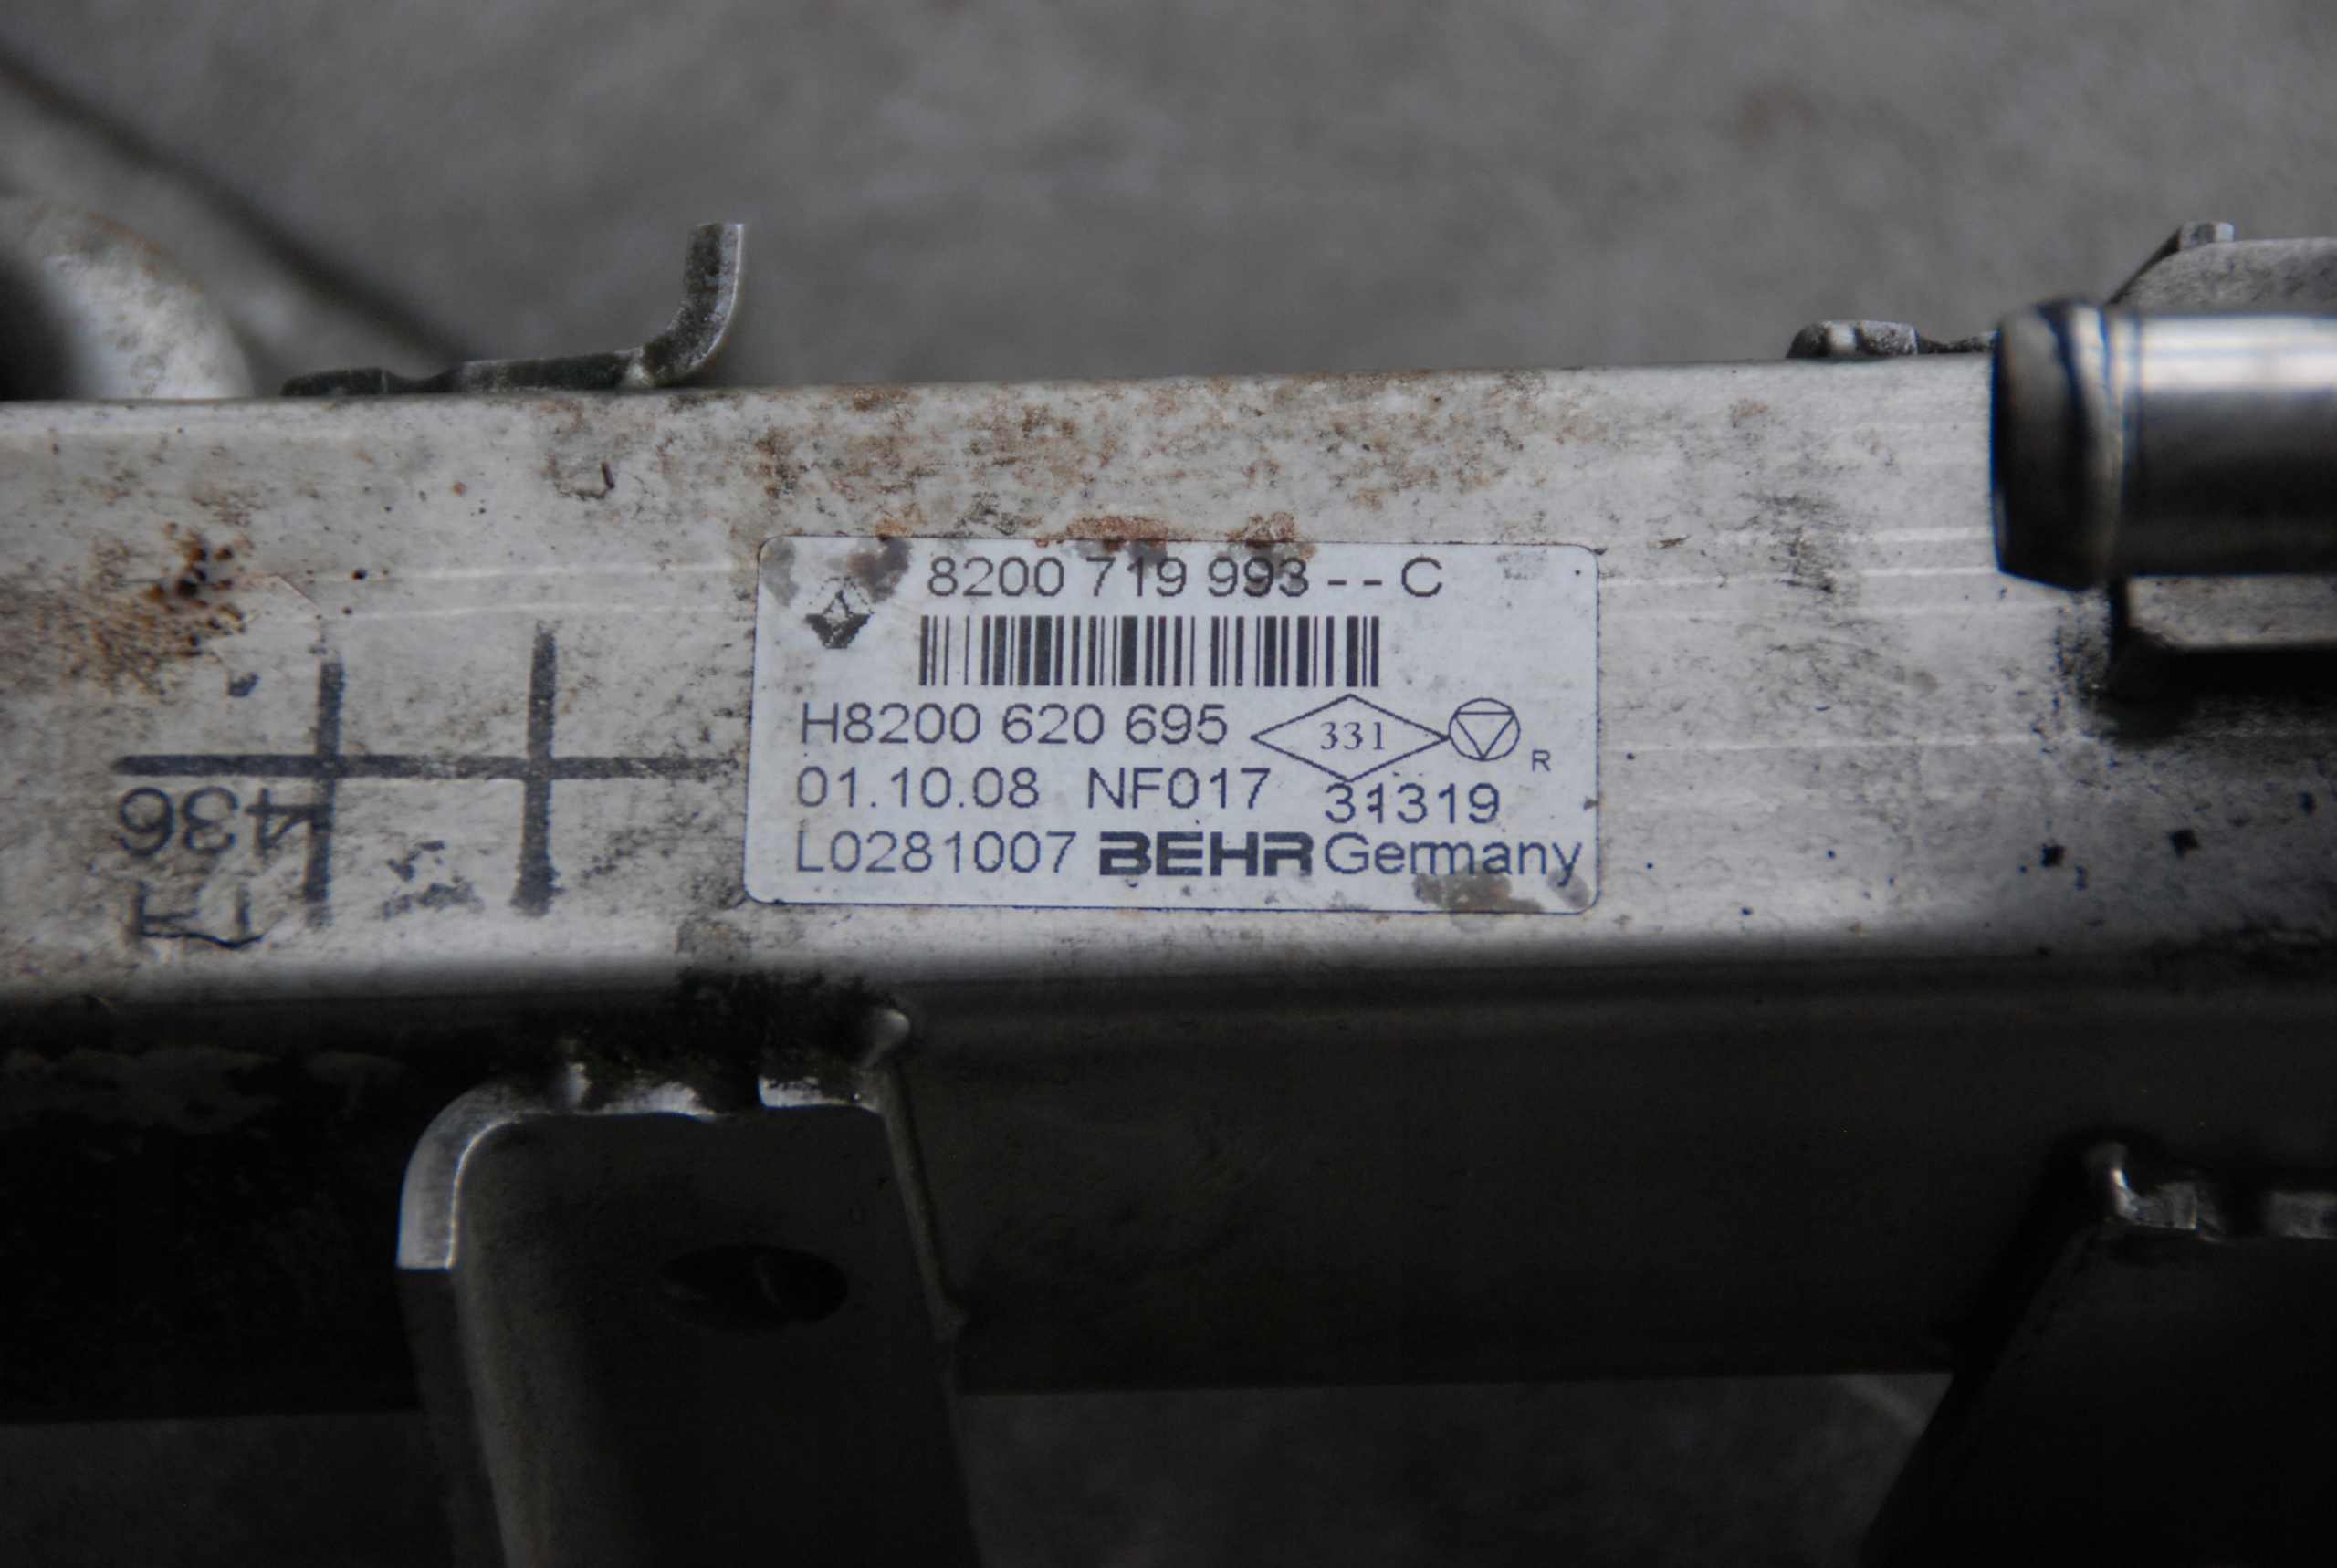 8200 719 993 - - C
H8200 620 695 331
R
01.10.08 NF017 31319
L0281007 BEHR Germany
436